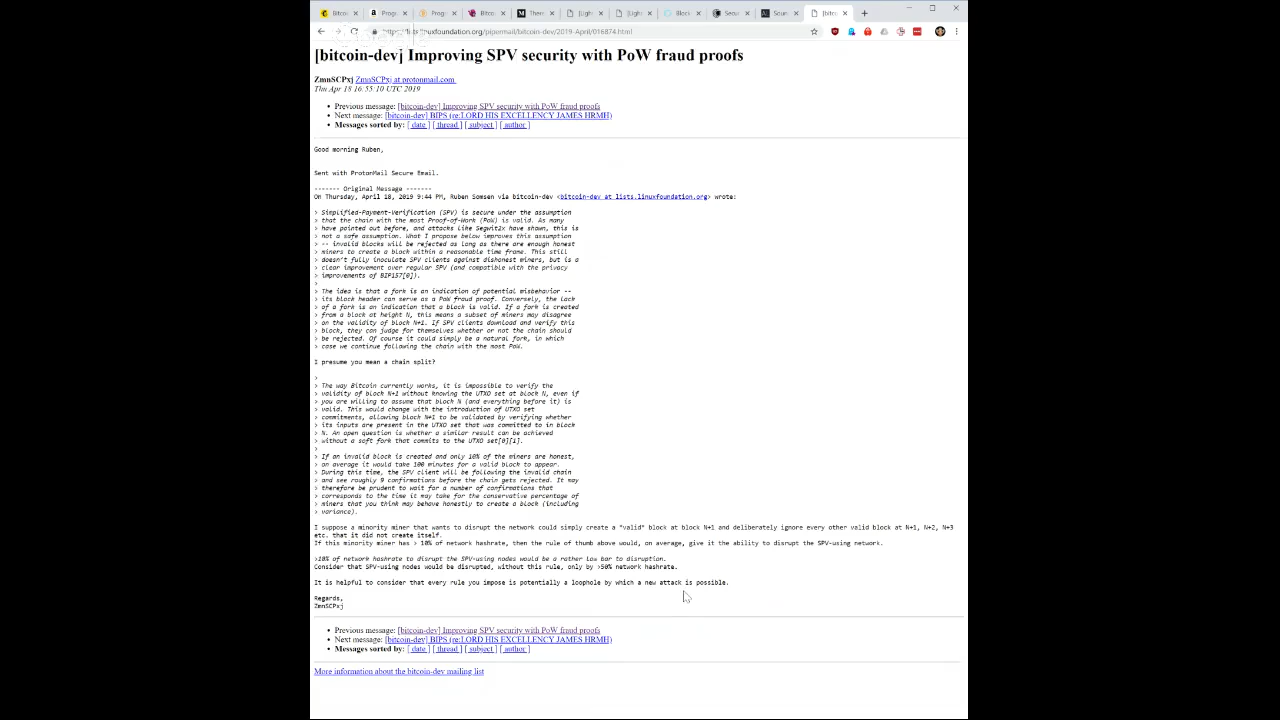 Bitcoi
Progr
Progr
Bitcoi
Them
[Light
[Light
Block
Secu
Soun
[bitcoi
linuxfoundation.org/pipermail/bitcoin-dev/2019-April/016874.html
[bitcoin-dev] Improving SPV security with PoW fraud proofs
ZmnSCPxj ZmnSCPxj at protonmail.com
Thu Apr 18 16:55:10 UTC 2019
• Previous message: [bitcoin-dev] Improving SPV security with PoW fraud proofs
• Next message: [bitcoin-dev] BIPS (re:LORD HIS EXCELLENCY JAMES HRMH)
• Messages sorted by: [ date ] [ thread ] [ subject ] [ author ]
Good morning Ruben,
Sent with ProtonMail Secure Email.
------- Original Message -------
On Thursday, April 18, 2019 9:44 PM, Ruben Somsen via bitcoin-dev <bitcoin-dev at lists.linuxfoundation.org> wrote:
> Simplified-Payment-Verification (SPV) is secure under the assumption
> that the chain with the most Proof-of-Work (PoW) is valid. As many
> have pointed out before, and attacks like Segwit2x have shown, this is
> not a safe assumption. What I propose below improves this assumption
> -- invalid blocks will be rejected as long as there are enough honest
> miners to create a block within a reasonable time frame. This still
> doesn't fully inoculate SPV clients against dishonest miners, but is a
> clear improvement over regular SPV (and compatible with the privacy
> improvements of BIP157[0]).
>
> The idea is that a fork is an indication of potential misbehavior --
> its block header can serve as a PoW fraud proof. Conversely, the lack
> of a fork is an indication that a block is valid. If a fork is created
> from a block at height N, this means a subset of miners may disagree
> on the validity of block N+1. If SPV clients download and verify this
> block, they can judge for themselves whether or not the chain should
> be rejected. Of course it could simply be a natural fork, in which
> case we continue following the chain with the most PoW.
I presume you mean a chain split?
>
> The way Bitcoin currently works, it is impossible to verify the
> validity of block N+1 without knowing the UTXO set at block N, even if
> you are willing to assume that block N (and everything before it) is
> valid. This would change with the introduction of UTXO set
> commitments, allowing block N+1 to be validated by verifying whether
> its inputs are present in the UTXO set that was committed to in block
> N. An open question is whether a similar result can be achieved
> without a soft fork that commits to the UTXO set[0][1].
>
> If an invalid block is created and only 10% of the miners are honest,
> on average it would take 100 minutes for a valid block to appear.
> During this time, the SPV client will be following the invalid chain
> and see roughly 9 confirmations before the chain gets rejected. It may
> therefore be prudent to wait for a number of confirmations that
> corresponds to the time it may take for the conservative percentage of
> miners that you think may behave honestly to create a block (including
> variance).
I suppose a minority miner that wants to disrupt the network could simply create a *valid* block at block N+1 and deliberately ignore every other valid block at N+1, N+2, N+3
etc. that it did not create itself.
If this minority miner has > 10% of network hashrate, then the rule of thumb above would, on average, give it the ability to disrupt the SPV-using network.
>10% of network hashrate to disrupt the SPV-using nodes would be a rather low bar to disruption.
Consider that SPV-using nodes would be disrupted, without this rule, only by >50% network hashrate.
It is helpful to consider that every rule you impose is potentially a loophole by which a new attack is possible.
Regards,
ZmnSCPxj
• Previous message: [bitcoin-dev] Improving SPV security with PoW fraud proofs
• Next message: [bitcoin-dev] BIPS (re:LORD HIS EXCELLENCY JAMES HRMH)
• Messages sorted by: [ date ] [ thread ] [ subject ] [ author ]
More information about the bitcoin-dev mailing list